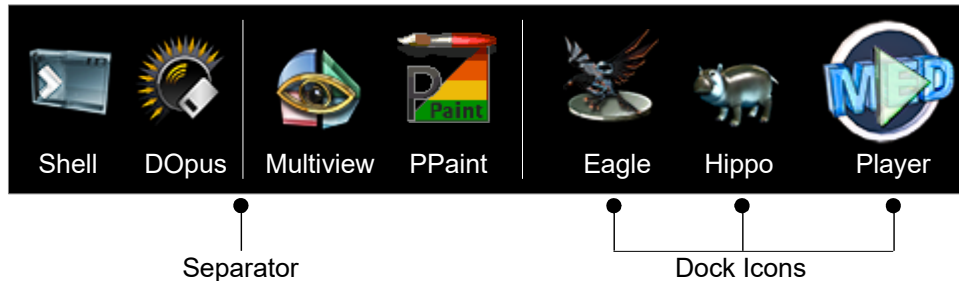 P
Paint
MED
Shell DOpus Multiview PPaint Eagle Hippo Player
Separator Dock Icons